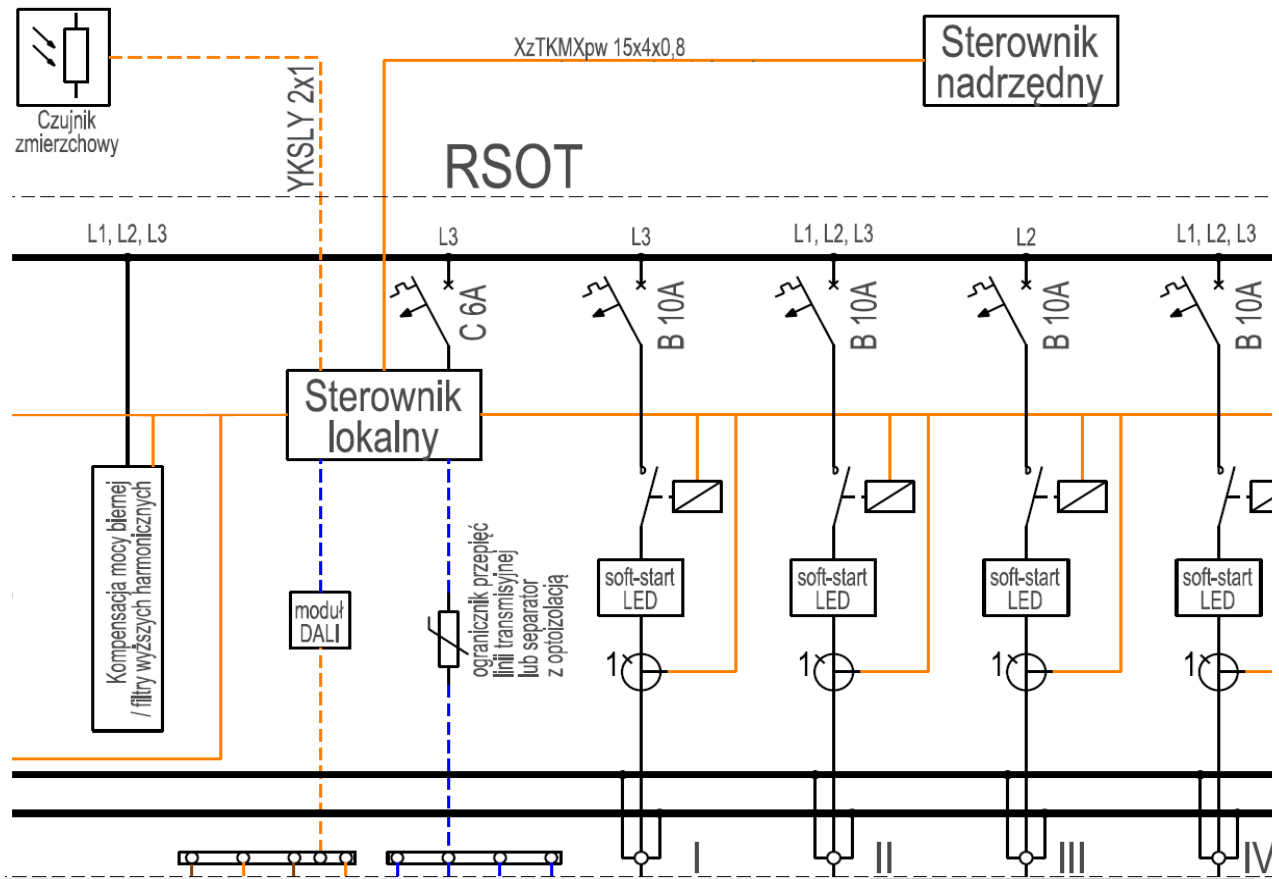 XzTKMXpw 15x4x0,8
Sterownik
nadrzędny
Czujnik
zmierzchowy
YKSLY 2x1
RSOT
L1, L2, L3
L3
L3
L1, L2, L3
L2
L1, L2, L3
C 6A
B 10A
B 10A
B 10A
B 10A
Sterownik
lokalny
Kompensacja mocy biernej
/ filtry wyższych harmonicznych
moduł
DALI
ogranicznik przepięć
linii transmisyjnej
lub separator
z optoizolacją
soft-start
LED
soft-start
LED
soft-start
LED
soft-start
LED
1
1
1
1
I
II
III
IV